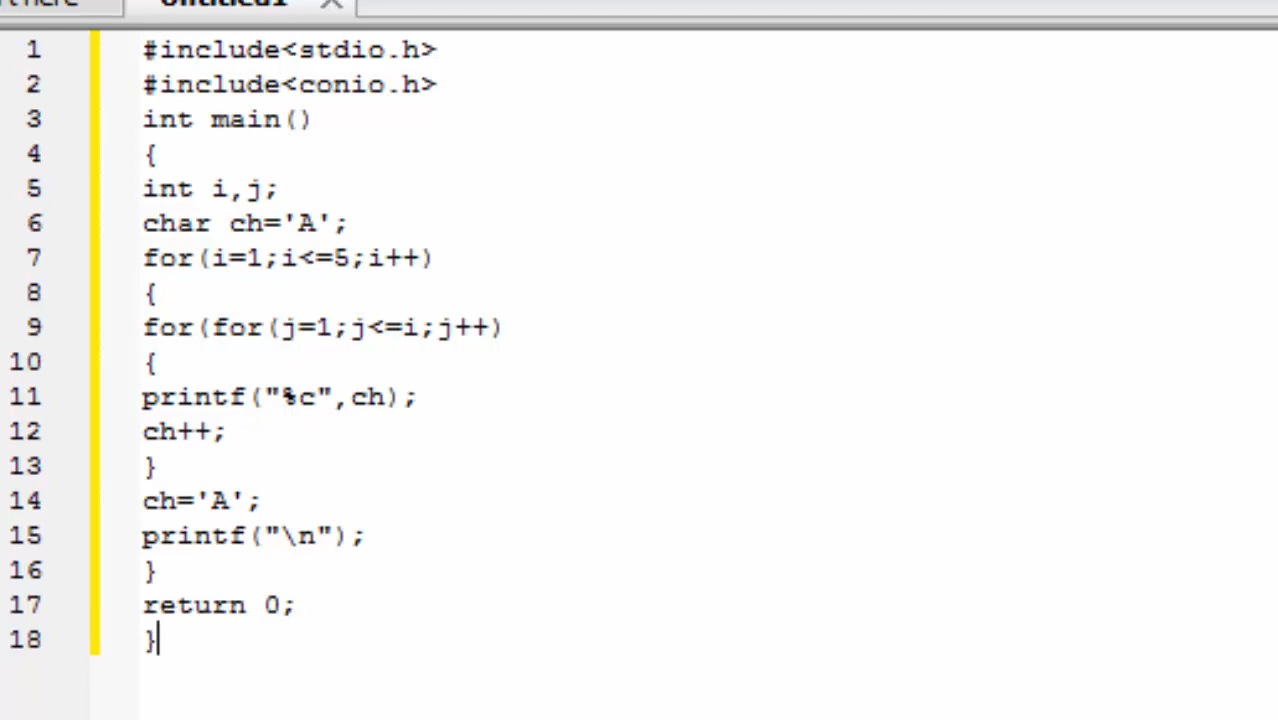 Untitled1
1 #include<stdio.h>
2 #include<conio.h>
3 int main()
4 {
5 int i,j;
6 char ch='A';
7 for(i=1;i<=5;i++)
8 {
9 for(for(j=1;j<=i;j++)
10 {
11 printf("%c",ch);
12 ch++;
13 }
14 ch='A';
15 printf("\n");
16 }
17 return 0;
18 }